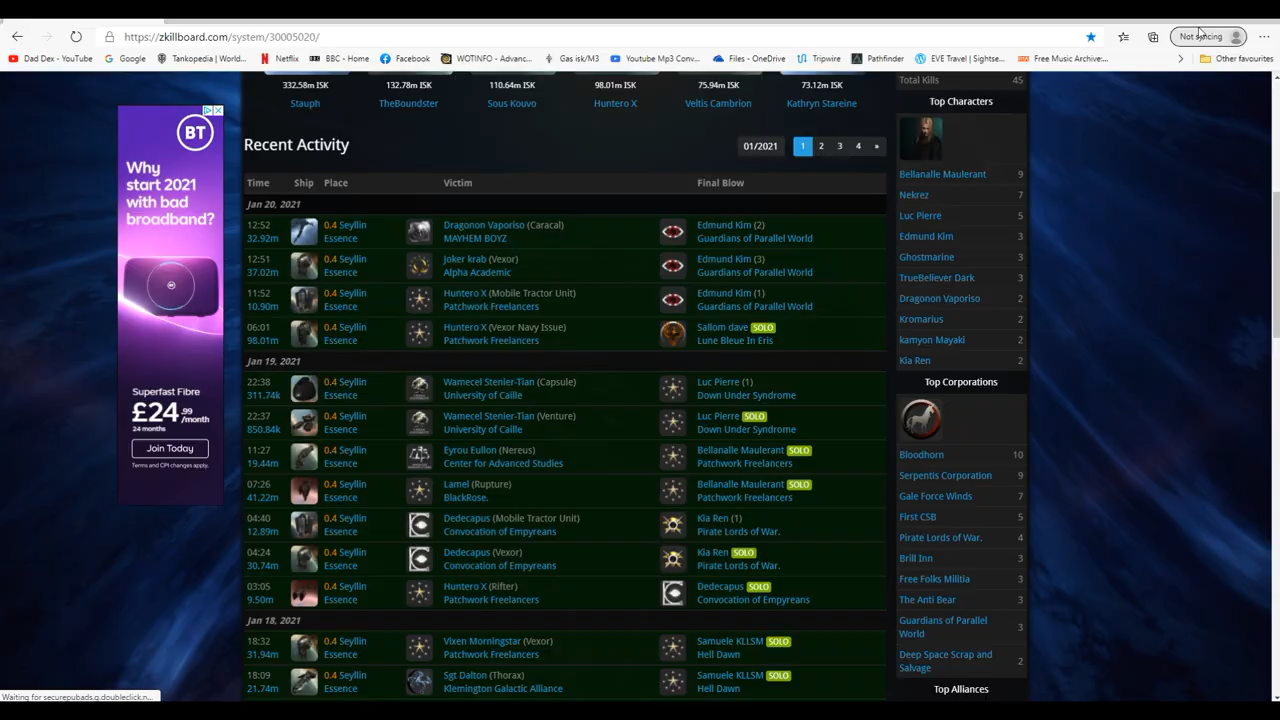 https://zkillboard.com/system/30005020/
Not syncing
Dad Dex - YouTube
Google
Tankopedia | World...
Netflix
BBC - Home
Facebook
WOTINFO - Advanc...
Gas isk/M3
Youtube Mp3 Conv...
Files - OneDrive
Tripwire
Pathfinder
EVE Travel | Sightse...
Free Music Archive:...
Other favourites
332.58m ISK
132.78m ISK
110.64m ISK
98.01m ISK
75.94m ISK
73.12m ISK
Stauph
TheBoundster
Sous Kouvo
Huntero X
Veltis Cambrion
Kathryn Stareine
BT
Why
start 2021
with bad
broadband?
Superfast Fibre
£24.99
/month
24 months
Join Today
Terms and CPI changes apply.
Recent Activity
01/2021
1
2
3
4
»
Time Ship Place Victim Final Blow
Jan 20, 2021
12:52 0.4 Seyllin Dragonon Vaporiso (Caracal) Edmund KIm (2)
32.92m Essence MAYHEM BOYZ Guardians of Parallel World
12:51 0.4 Seyllin Joker krab (Vexor) Edmund KIm (3)
37.02m Essence Alpha Academic Guardians of Parallel World
11:52 0.4 Seyllin Huntero X (Mobile Tractor Unit) Edmund KIm (1)
10.90m Essence Patchwork Freelancers Guardians of Parallel World
06:01 0.4 Seyllin Huntero X (Vexor Navy Issue) Sallom dave SOLO
98.01m Essence Patchwork Freelancers Lune Bleue In Eris
Jan 19, 2021
22:38 0.4 Seyllin Wamecel Stenier-Tian (Capsule) Luc Pierre (1)
311.74k Essence University of Caille Down Under Syndrome
22:37 0.4 Seyllin Wamecel Stenier-Tian (Venture) Luc Pierre SOLO
850.84k Essence University of Caille Down Under Syndrome
11:27 0.4 Seyllin Eyrou Eullon (Nereus) Bellanalle Maulerant SOLO
19.44m Essence Center for Advanced Studies Patchwork Freelancers
07:26 0.4 Seyllin Lamel (Rupture) Bellanalle Maulerant SOLO
41.22m Essence BlackRose. Patchwork Freelancers
04:40 0.4 Seyllin Dedecapus (Mobile Tractor Unit) Kia Ren (1)
12.89m Essence Convocation of Empyreans Pirate Lords of War.
04:24 0.4 Seyllin Dedecapus (Vexor) Kia Ren SOLO
30.74m Essence Convocation of Empyreans Pirate Lords of War.
03:05 0.4 Seyllin Huntero X (Rifter) Dedecapus SOLO
9.50m Essence Patchwork Freelancers Convocation of Empyreans
Jan 18, 2021
18:32 0.4 Seyllin Vixen Morningstar (Vexor) Samuele KLLSM SOLO
31.94m Essence Patchwork Freelancers Hell Dawn
18:09 0.4 Seyllin Sgt Dalton (Thorax) Samuele KLLSM SOLO
21.74m Essence Klemington Galactic Alliance Hell Dawn
Total Kills 45
Top Characters
Bellanalle Maulerant 9
Nekrez 7
Luc Pierre 5
Edmund KIm 3
Ghostmarine 3
TrueBeliever Dark 3
Dragonon Vaporiso 2
Kromarius 2
kamyon Mayaki 2
Kia Ren 2
Top Corporations
Bloodhorn 10
Serpentis Corporation 9
Gale Force Winds 7
First CSB 5
Pirate Lords of War. 4
Brill Inn 3
Free Folks Militia 3
The Anti Bear 3
Guardians of Parallel 3
World
Deep Space Scrap and 2
Salvage
Top Alliances
Waiting for securepubads.g.doubleclick.n...